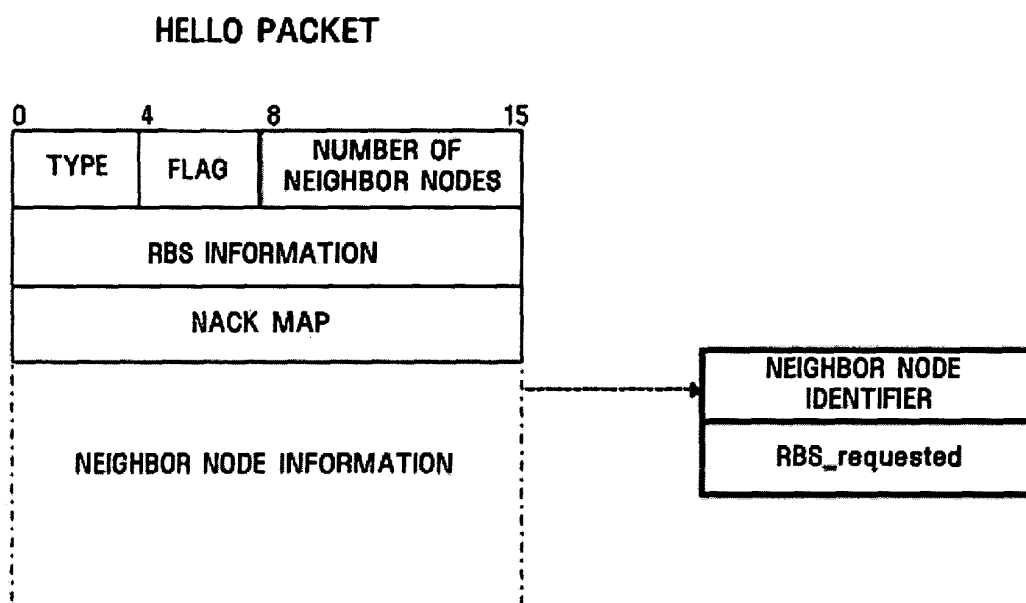 HELLO PACKET
0 4 8 15
TYPE
FLAG
NUMBER OF
NEIGHBOR NODES
RBS INFORMATION
NACK MAP
NEIGHBOR NODE INFORMATION
NEIGHBOR NODE
IDENTIFIER
RBS_requested